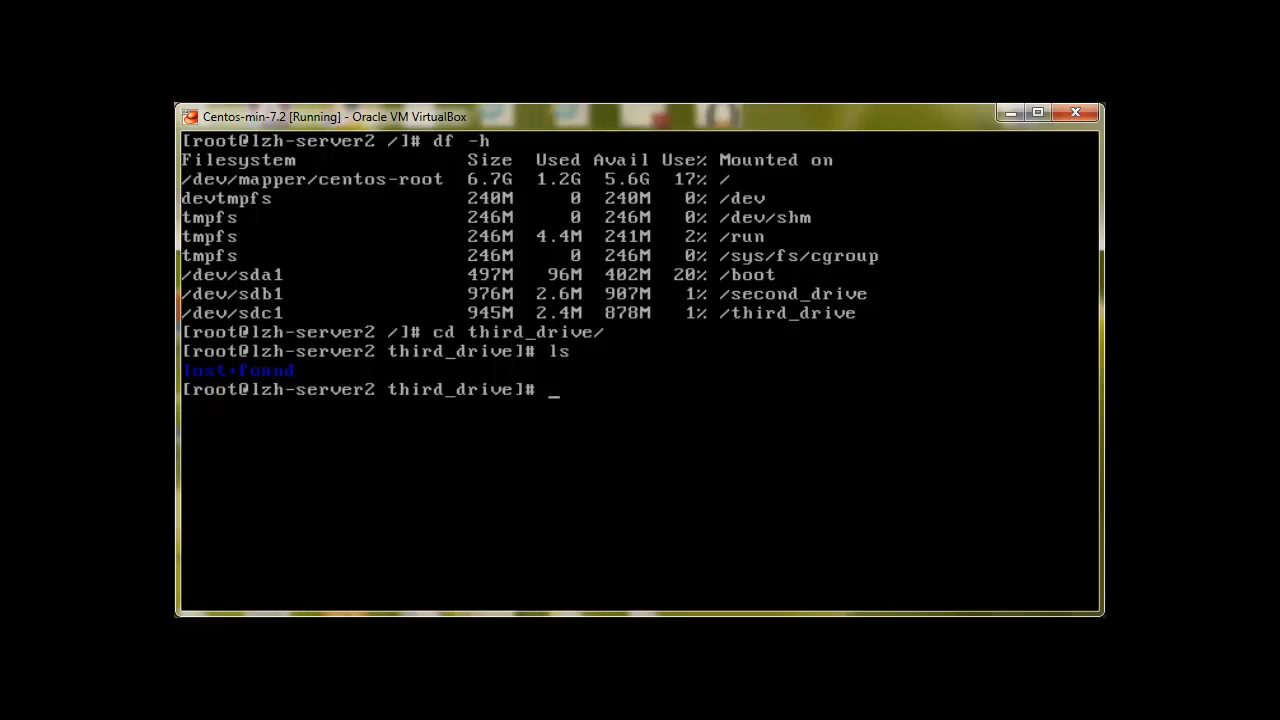 Centos-min-7.2 [Running] - Oracle VM VirtualBox
[root@lzh-server2 /]# df -h
Filesystem Size Used Avail Use% Mounted on
/dev/mapper/centos-root 6.7G 1.2G 5.6G 17% /
devtmpfs 240M 0 240M 0% /dev
tmpfs 246M 0 246M 0% /dev/shm
tmpfs 246M 4.4M 241M 2% /run
tmpfs 246M 0 246M 0% /sys/fs/cgroup
/dev/sda1 497M 96M 402M 20% /boot
/dev/sdb1 976M 2.6M 907M 1% /second_drive
/dev/sdc1 945M 2.4M 878M 1% /third_drive
[root@lzh-server2 /]# cd third_drive/
[root@lzh-server2 third_drive]# ls
lost+found
[root@lzh-server2 third_drive]# _